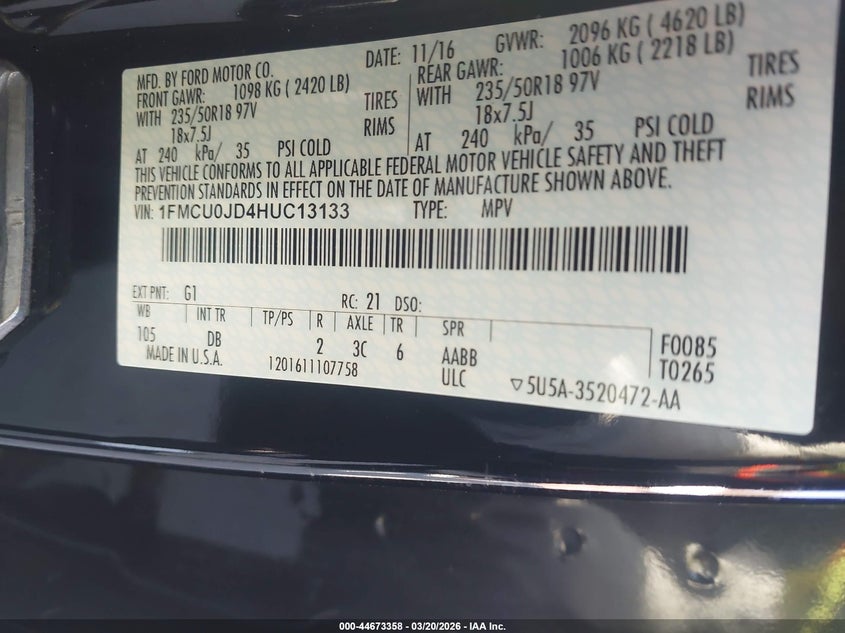 MFD. BY FORD MOTOR CO.
DATE: 11/16
GVWR: 2096 KG ( 4620 LB)
FRONT GAWR: 1098 KG ( 2420 LB)
WITH 235/50R18 97V TIRES
18x7.5J RIMS
AT 240 kPa/ 35 PSI COLD
REAR GAWR: 1006 KG ( 2218 LB)
WITH 235/50R18 97V TIRES
18x7.5J RIMS
AT 240 kPa/ 35 PSI COLD
THIS VEHICLE CONFORMS TO ALL APPLICABLE FEDERAL MOTOR VEHICLE SAFETY AND THEFT
PREVENTION STANDARDS IN EFFECT ON THE DATE OF MANUFACTURE SHOWN ABOVE.
VIN: 1FMCU0JD4HUC13133 TYPE: MPV
EXT PNT: G1 RC: 21 DSO:
WB INT TR TP/PS R AXLE TR SPR
105 DB 2 3C 6 AABB F0085
MADE IN U.S.A. 1201611107758 ULC T0265
▽5U5A-3520472-AA
000-44673358 - 03/20/2026 - IAA Inc.